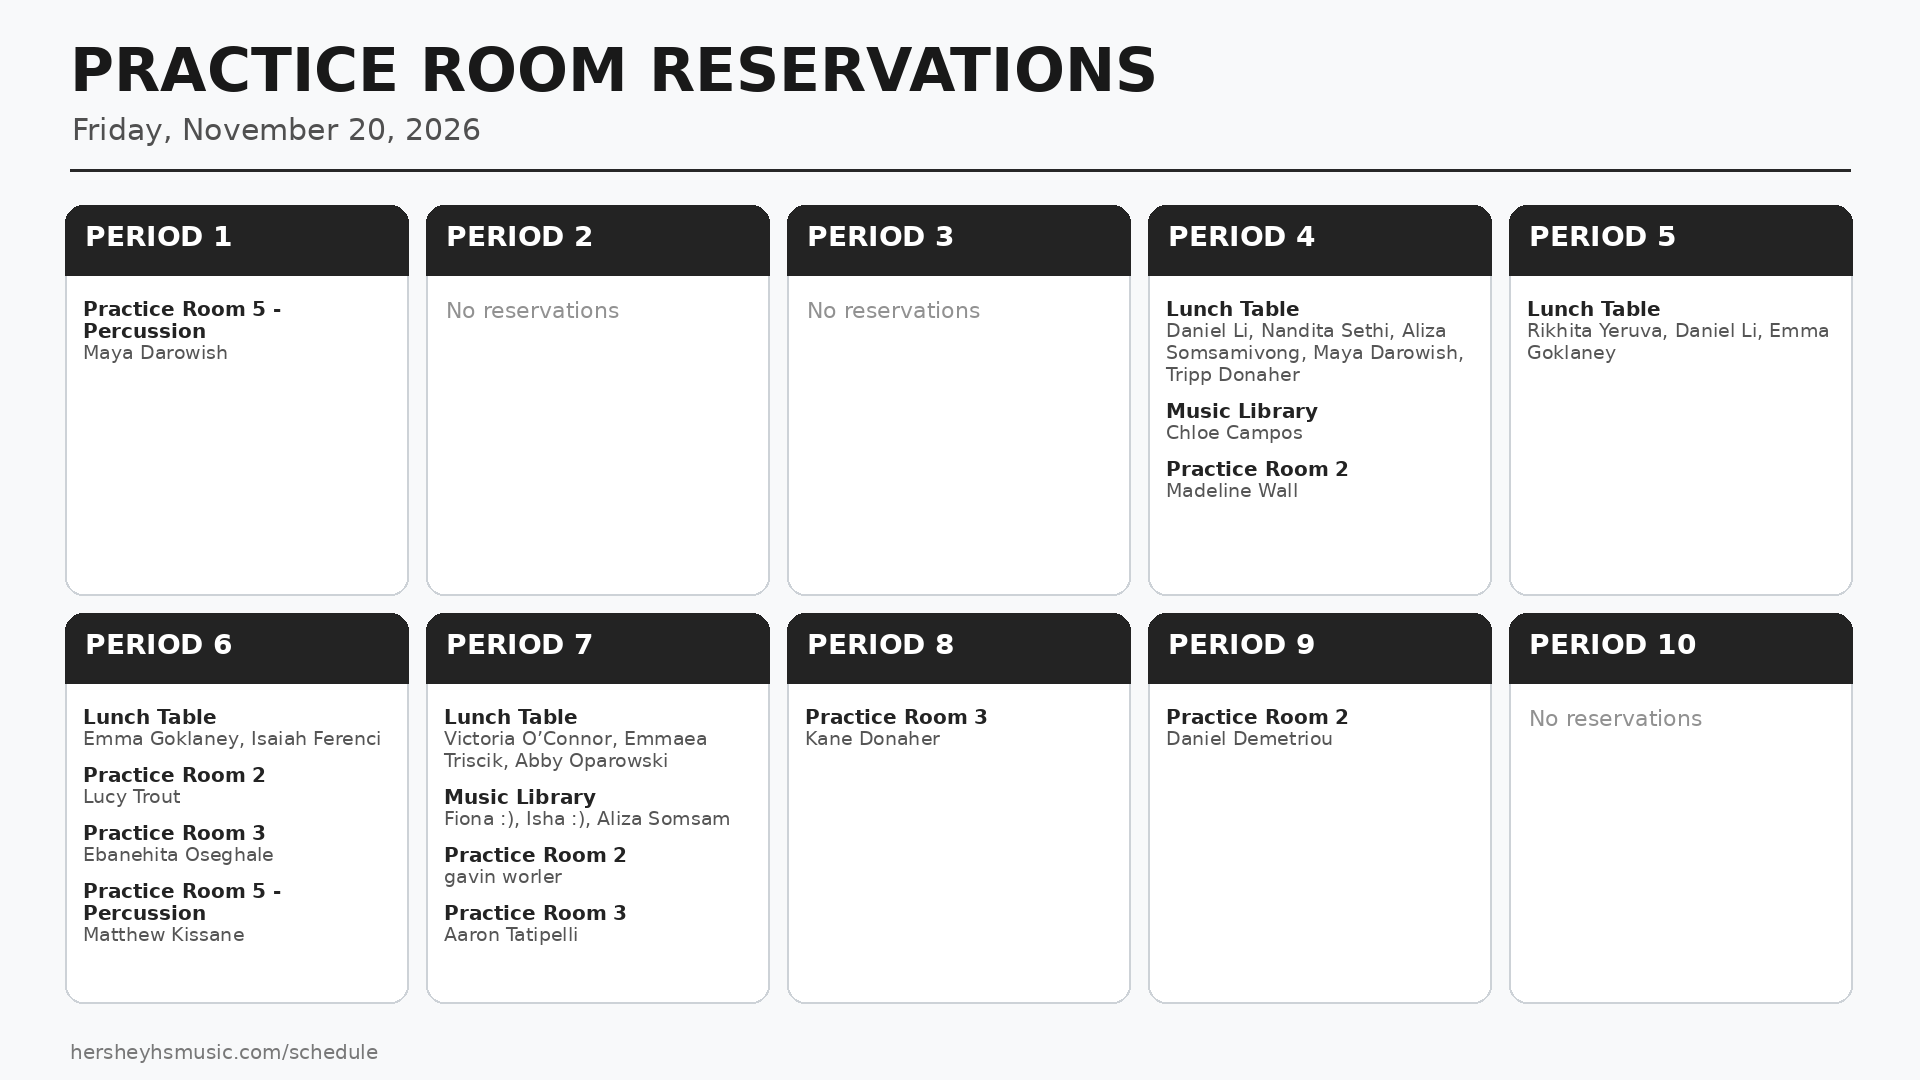 PRACTICE ROOM RESERVATIONS
Friday, November 20, 2026
PERIOD 1
Practice Room 5 -
Percussion
Maya Darowish
PERIOD 2
No reservations
PERIOD 3
No reservations
PERIOD 4
Lunch Table
Daniel Li, Nandita Sethi, Aliza
Somsamivong, Maya Darowish,
Tripp Donaher
Music Library
Chloe Campos
Practice Room 2
Madeline Wall
PERIOD 5
Lunch Table
Rikhita Yeruva, Daniel Li, Emma
Goklaney
PERIOD 6
Lunch Table
Emma Goklaney, Isaiah Ferenci
Practice Room 2
Lucy Trout
Practice Room 3
Ebanehita Oseghale
Practice Room 5 -
Percussion
Matthew Kissane
PERIOD 7
Lunch Table
Victoria O’Connor, Emmaea
Triscik, Abby Oparowski
Music Library
Fiona :), Isha :), Aliza Somsam
Practice Room 2
gavin worler
Practice Room 3
Aaron Tatipelli
PERIOD 8
Practice Room 3
Kane Donaher
PERIOD 9
Practice Room 2
Daniel Demetriou
PERIOD 10
No reservations
hersheyhsmusic.com/schedule